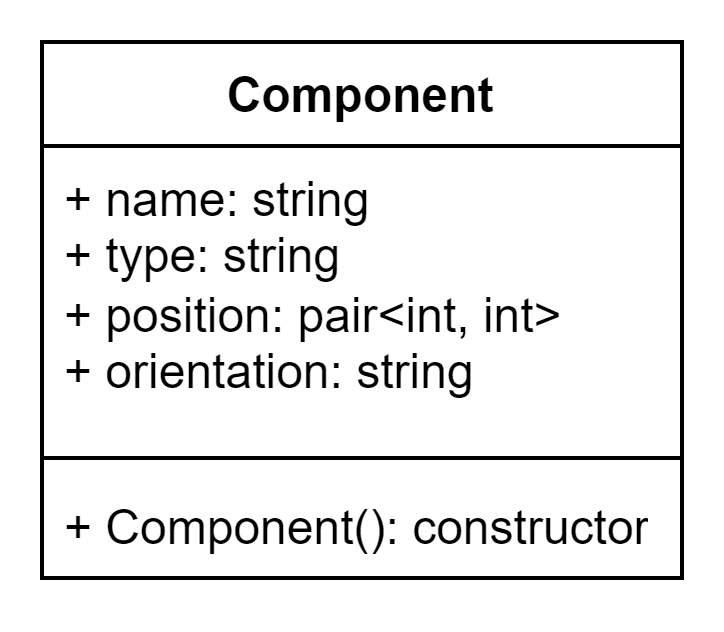 Component
+ name: string
+ type: string
+ position: pair<int, int>
+ orientation: string
+ Component(): constructor